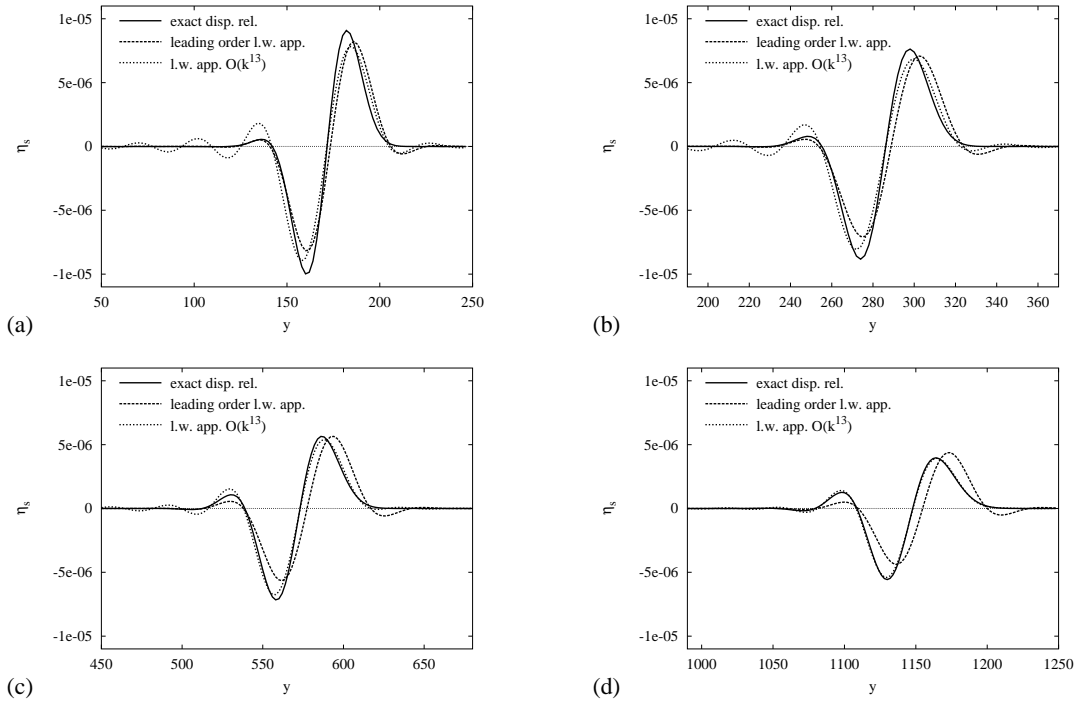 1e-05
5e-06
0
-5e-06
-1e-05
ηs
exact disp. rel.
leading order l.w. app.
l.w. app. O(k^13)
50 100 150 200 250
y
(a)
1e-05
5e-06
0
-5e-06
-1e-05
ηs
exact disp. rel.
leading order l.w. app.
l.w. app. O(k^13)
200 220 240 260 280 300 320 340 360
y
(b)
1e-05
5e-06
0
-5e-06
-1e-05
ηs
exact disp. rel.
leading order l.w. app.
l.w. app. O(k^13)
450 500 550 600 650
y
(c)
1e-05
5e-06
0
-5e-06
-1e-05
ηs
exact disp. rel.
leading order l.w. app.
l.w. app. O(k^13)
1000 1050 1100 1150 1200 1250
y
(d)